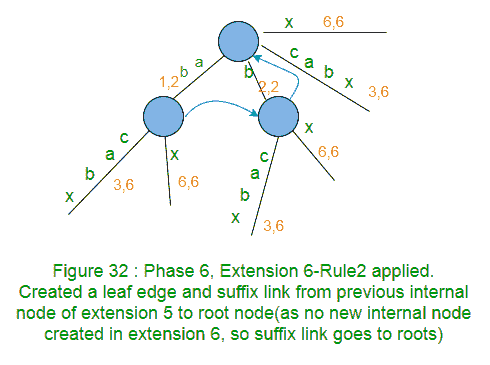 x 6,6
c a b x 3,6
a b 1,2
b 2,2
c a b x 3,6
x 6,6
c a b x 3,6
x 6,6
Figure 32 : Phase 6, Extension 6-Rule2 applied.
Created a leaf edge and suffix link from previous internal
node of extension 5 to root node(as no new internal node
created in extension 6, so suffix link goes to roots)